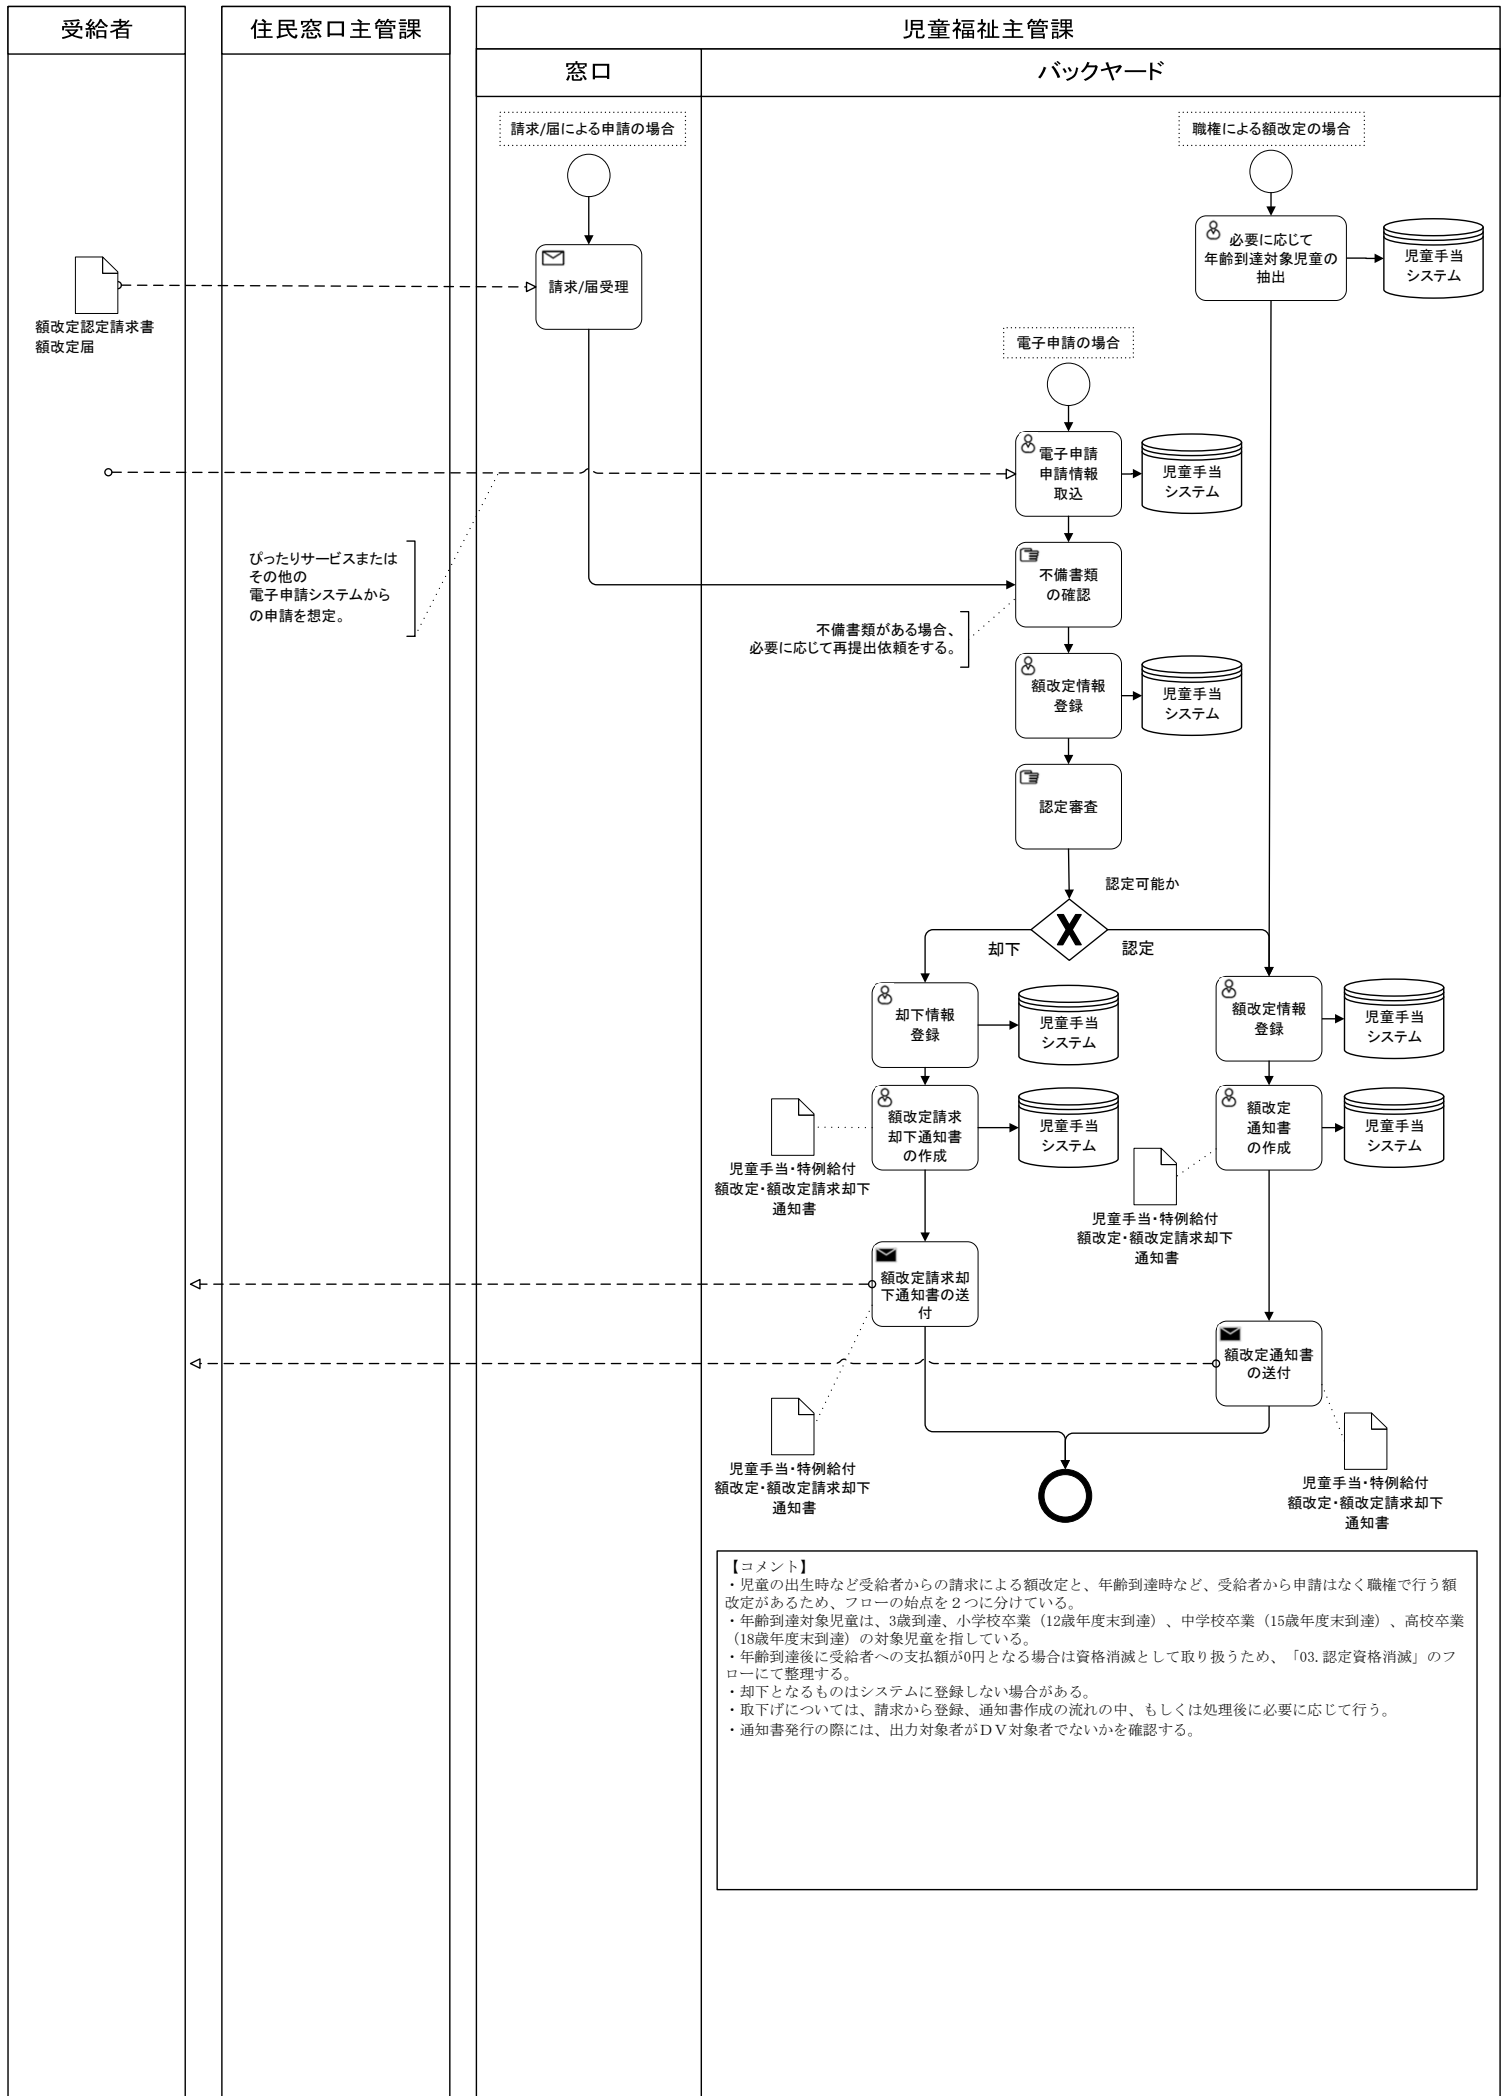 受給者
住民窓口主管課
児童福祉主管課
窓口
バックヤード
請求/届による申請の場合
職権による額改定の場合
必要に応じて
年齢到達対象児童の
抽出
児童手当
システム
請求/届受理
額改定認定請求書
額改定届
電子申請の場合
電子申請
申請情報
取込
児童手当
システム
ぴったりサービスまたは
その他の
電子申請システムから
の申請を想定。
不備書類
の確認
不備書類がある場合、
必要に応じて再提出依頼をする。
額改定情報
登録
児童手当
システム
認定審査
認定可能か
却下
認定
却下情報
登録
児童手当
システム
額改定情報
登録
児童手当
システム
額改定請求
却下通知書
の作成
児童手当
システム
額改定
通知書
の作成
児童手当
システム
児童手当・特例給付
額改定・額改定請求却下
通知書
児童手当・特例給付
額改定・額改定請求却下
通知書
額改定請求却
下通知書の送
付
額改定通知書
の送付
児童手当・特例給付
額改定・額改定請求却下
通知書
児童手当・特例給付
額改定・額改定請求却下
通知書
【コメント】
・児童の出生時など受給者からの請求による額改定と、年齢到達時など、受給者から申請はなく職権で行う額
改定があるため、フローの始点を２つに分けている。
・年齢到達対象児童は、3歳到達、小学校卒業（12歳年度末到達）、中学校卒業（15歳年度末到達）、高校卒業
（18歳年度末到達）の対象児童を指している。
・年齢到達後に受給者への支払額が0円となる場合は資格消滅として取り扱うため、「03.認定資格消滅」のフ
ローにて整理する。
・却下となるものはシステムに登録しない場合がある。
・取下げについては、請求から登録、通知書作成の流れの中、もしくは処理後に必要に応じて行う。
・通知書発行の際には、出力対象者がＤＶ対象者でないかを確認する。